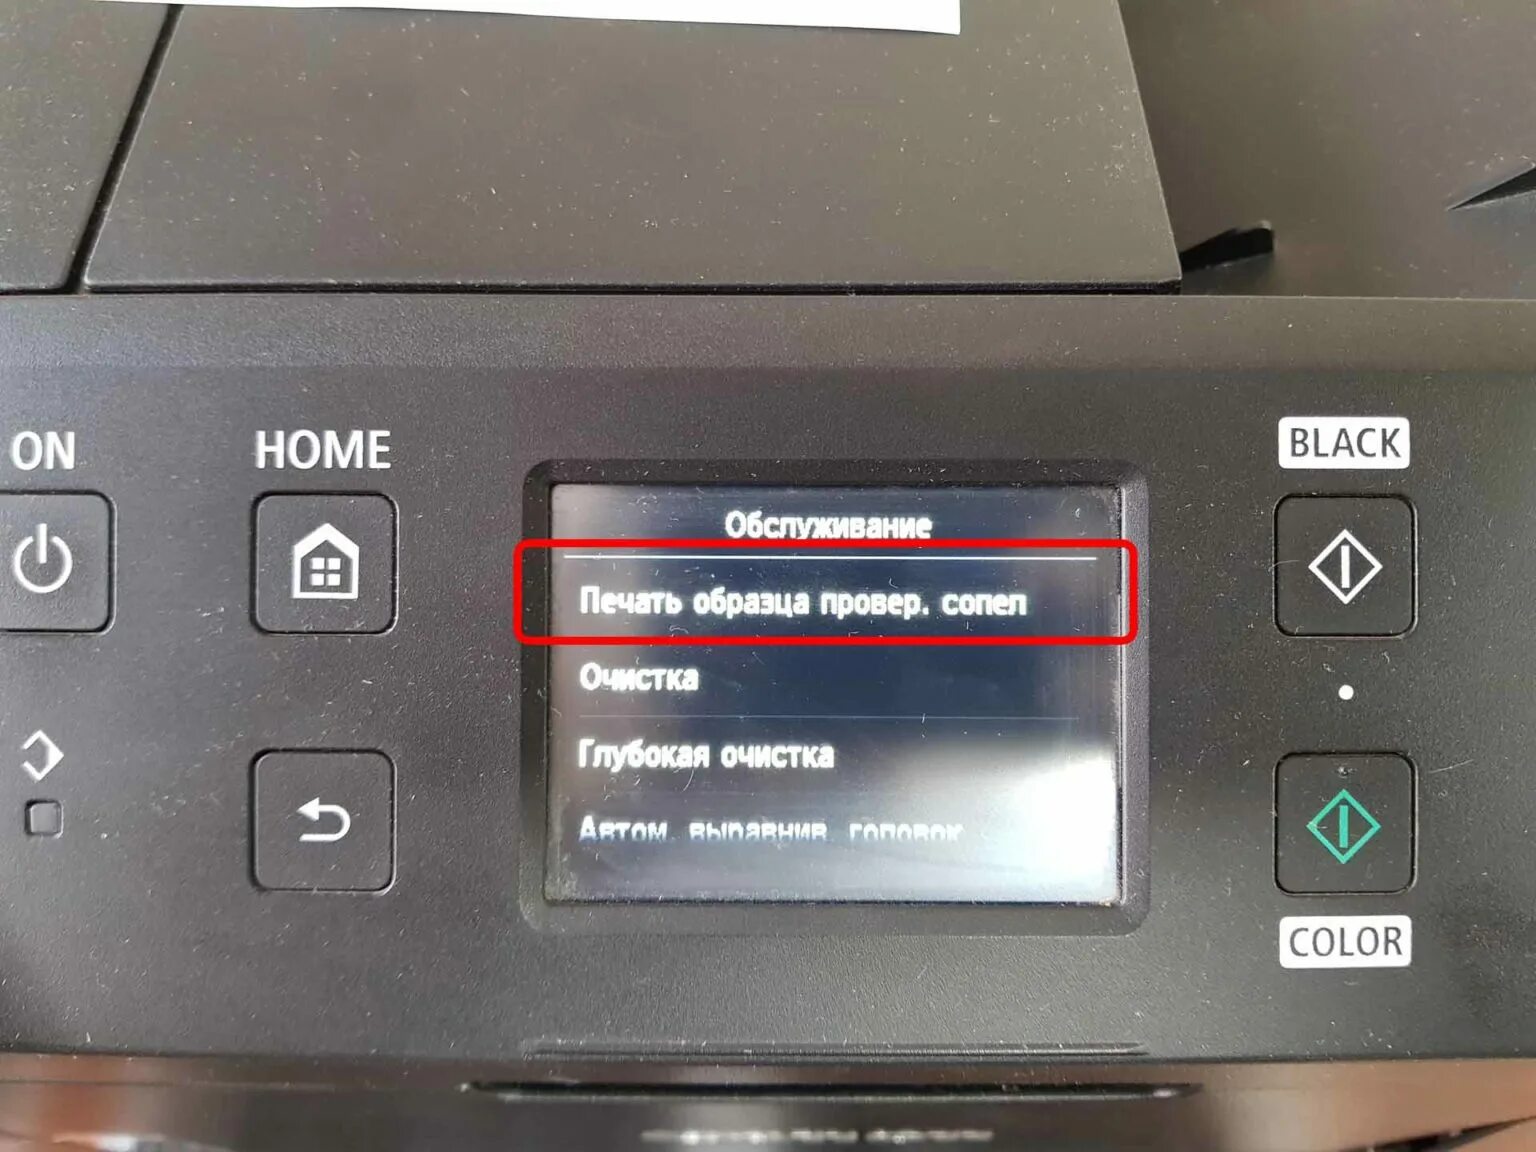 ON
HOME
BLACK
Обслуживание
Печать образца провер. сопел
Очистка
Глубокая очистка
Автом. выравнив. головок
COLOR